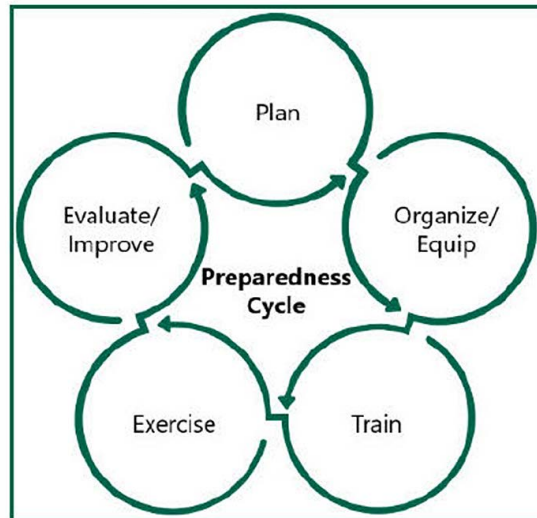 Plan
Organize/
Equip
Train
Exercise
Evaluate/
Improve
Preparedness
Cycle